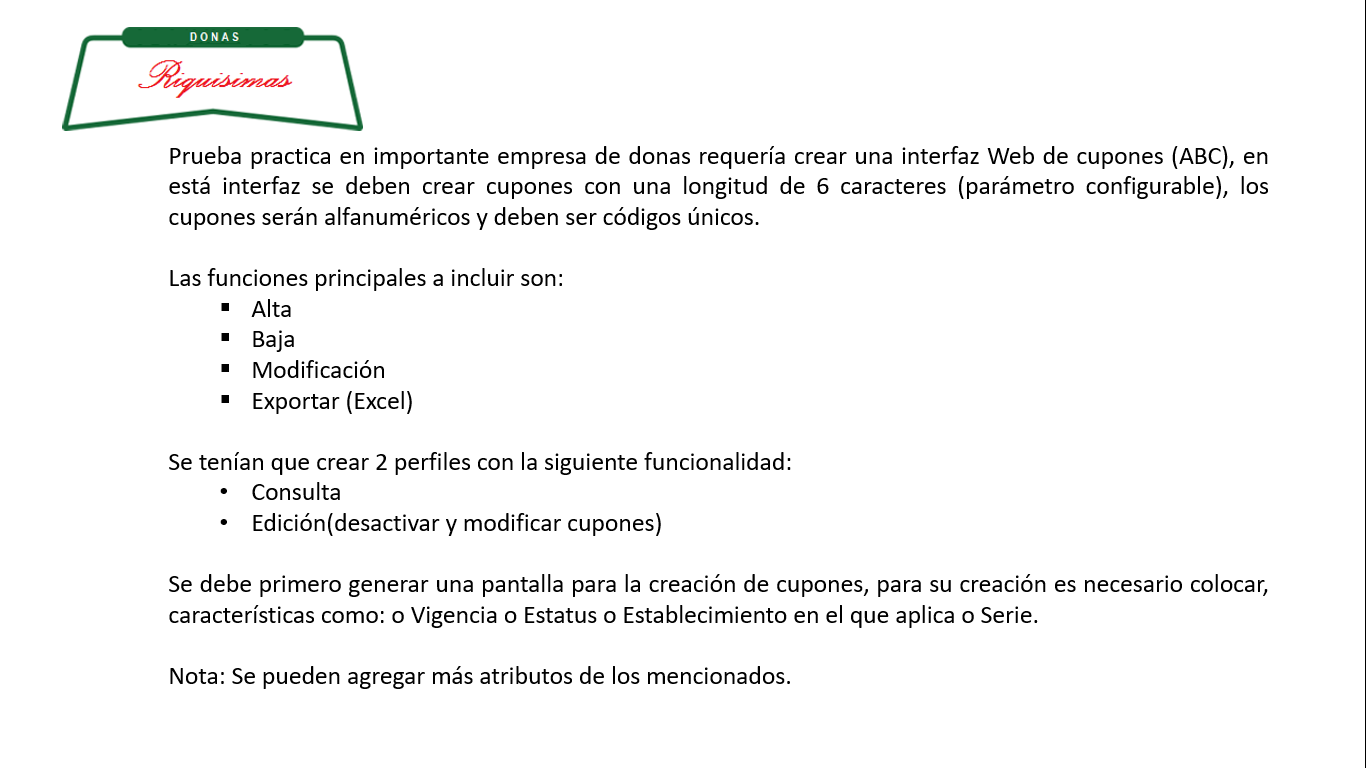 DONAS
Riquisimas
Prueba practica en importante empresa de donas requería crear una interfaz Web de cupones (ABC), en
está interfaz se deben crear cupones con una longitud de 6 caracteres (parámetro configurable), los
cupones serán alfanuméricos y deben ser códigos únicos.
Las funciones principales a incluir son:
▪ Alta
▪ Baja
▪ Modificación
▪ Exportar (Excel)
Se tenían que crear 2 perfiles con la siguiente funcionalidad:
• Consulta
• Edición(desactivar y modificar cupones)
Se debe primero generar una pantalla para la creación de cupones, para su creación es necesario colocar,
características como: o Vigencia o Estatus o Establecimiento en el que aplica o Serie.
Nota: Se pueden agregar más atributos de los mencionados.